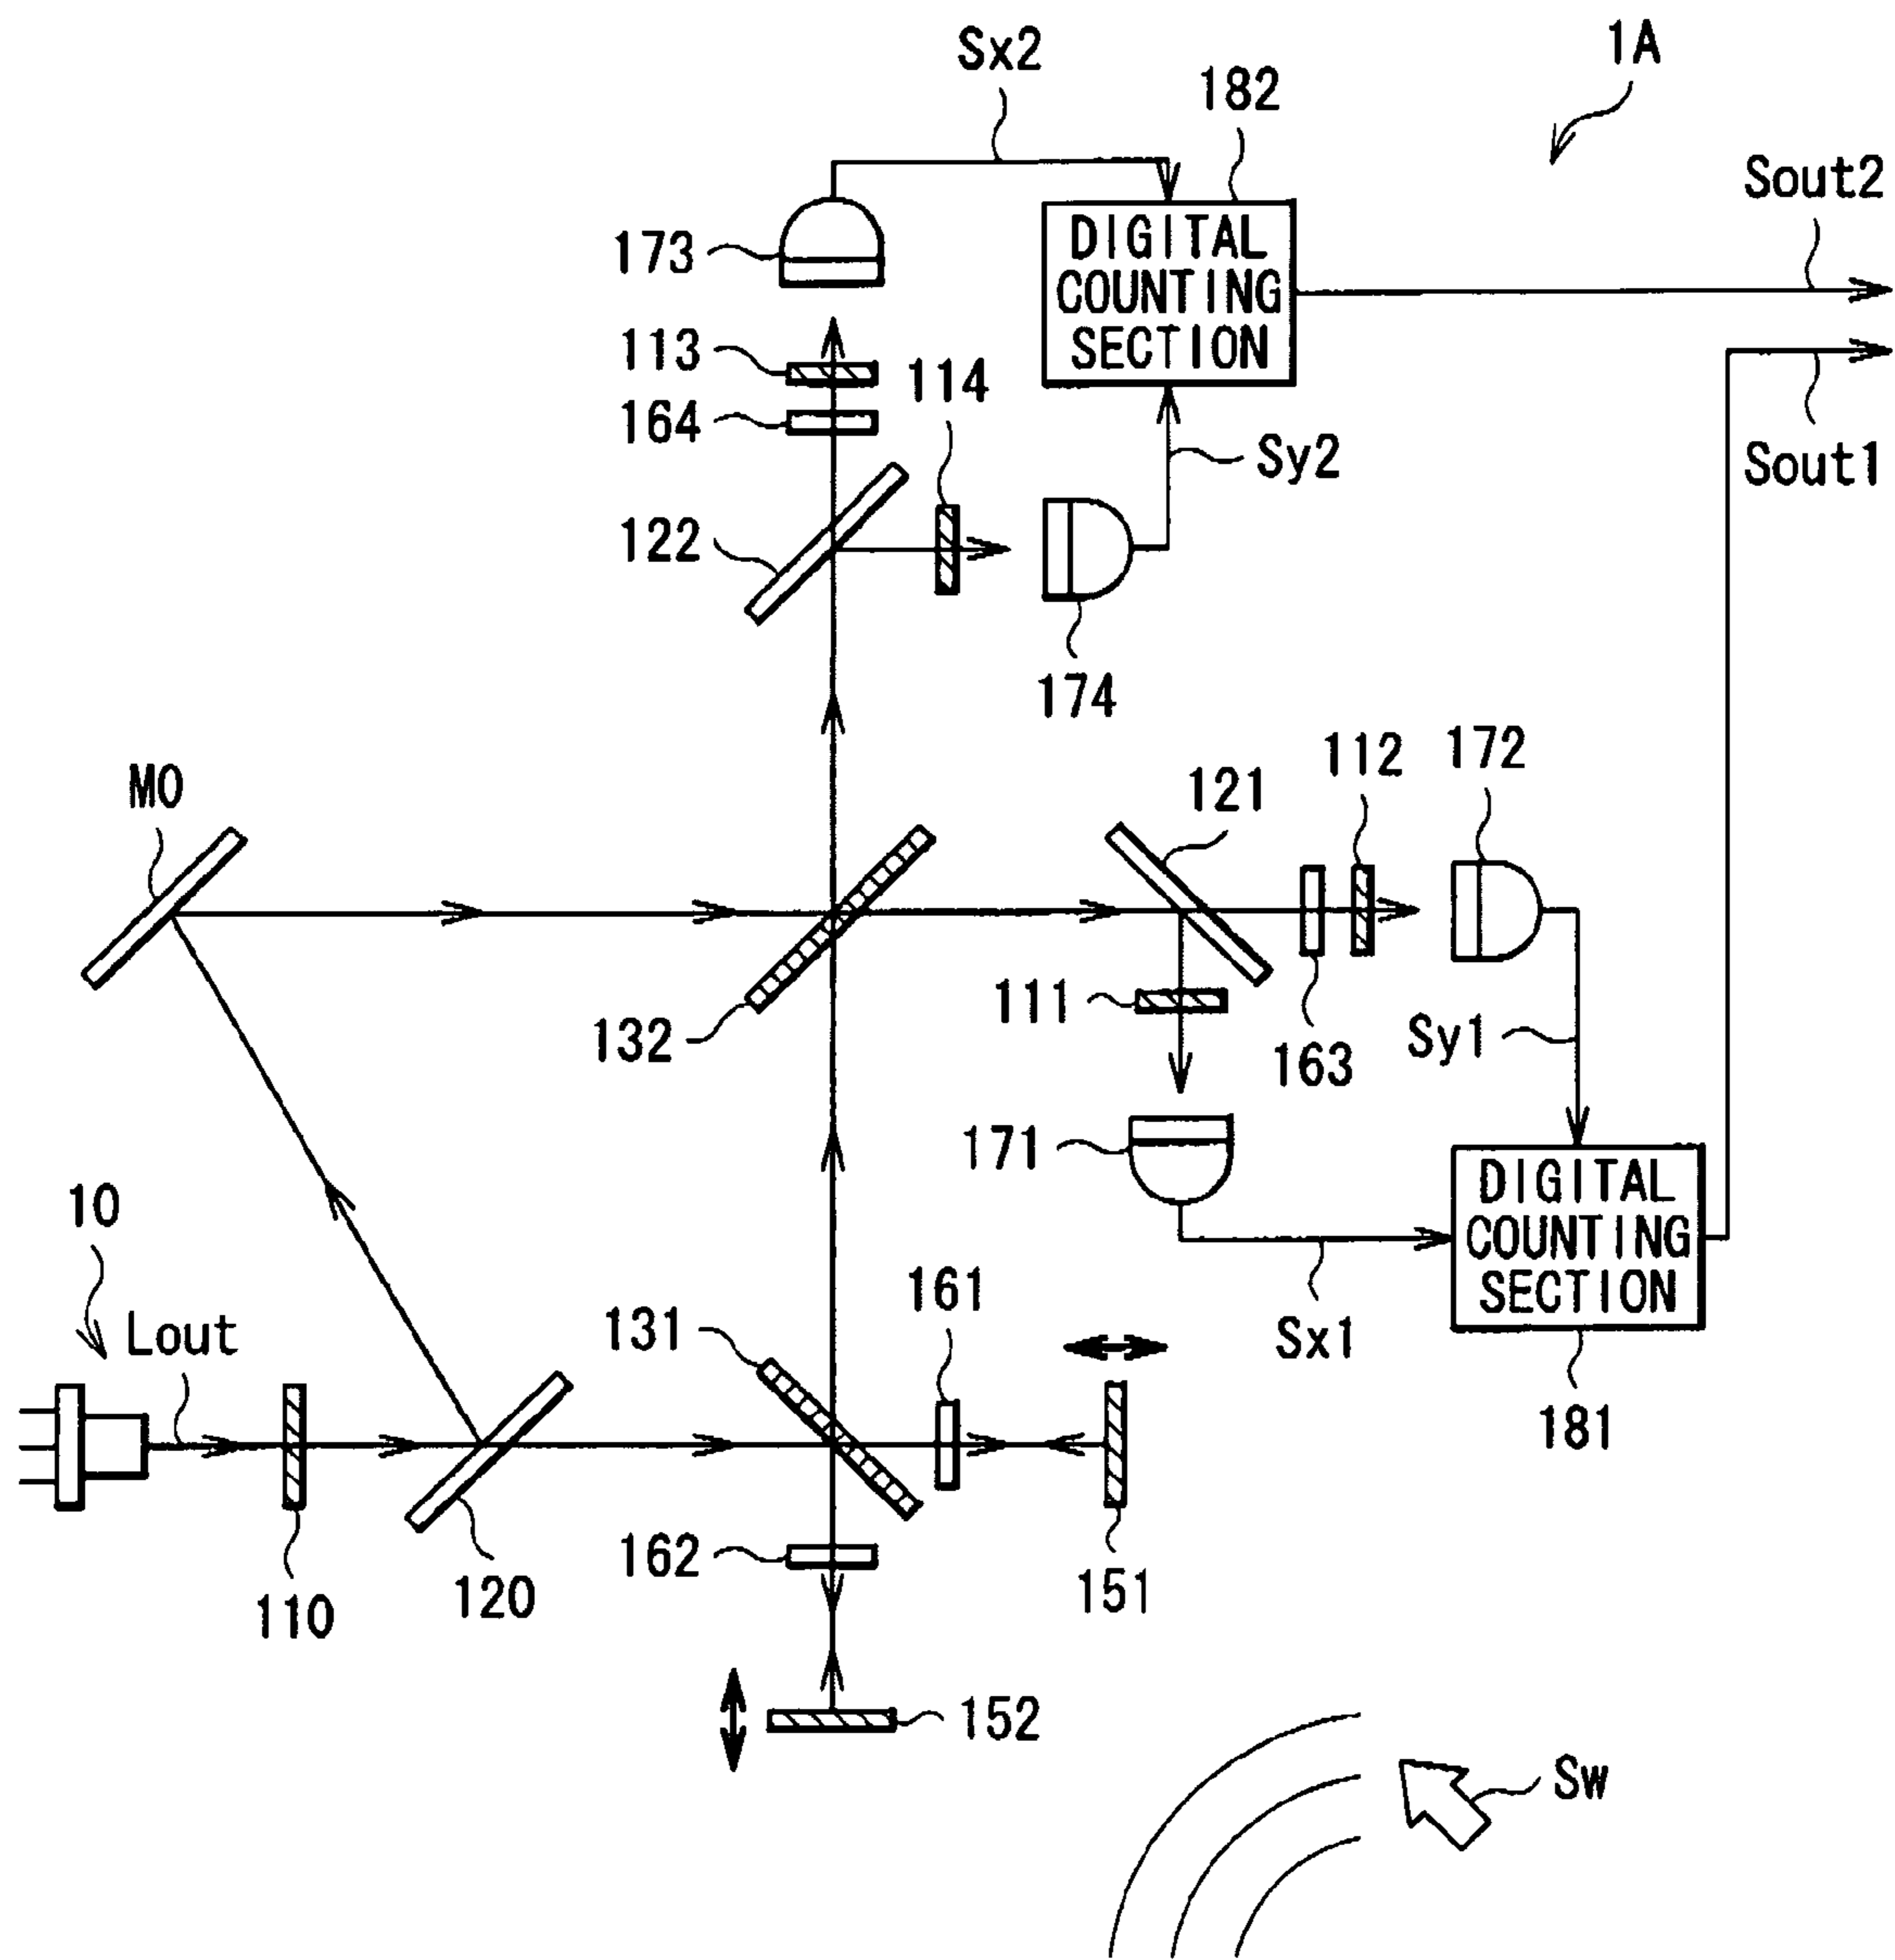 1A
Sx2
182
Sout2
173
DIGITAL
COUNTING
SECTION
113
114
164
Sy2
Sout1
122
174
172
112
M0
121
111
132
163
Sy1
171
DIGITAL
COUNTING
SECTION
10
161
Lout
131
Sx1
181
162
151
110
120
152
Sw